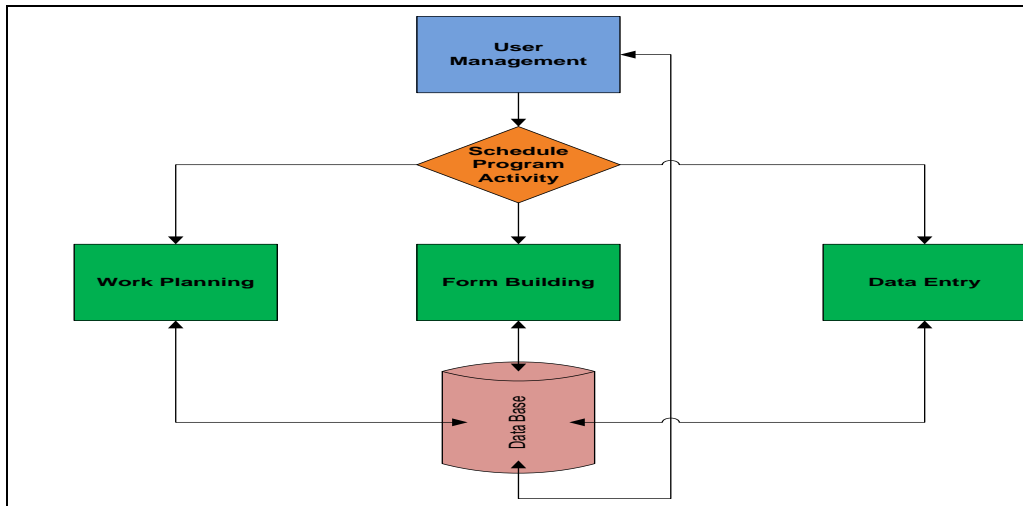 User
Management
Schedule
Program
Activity
Work Planning
Form Building
Data Entry
Data Base